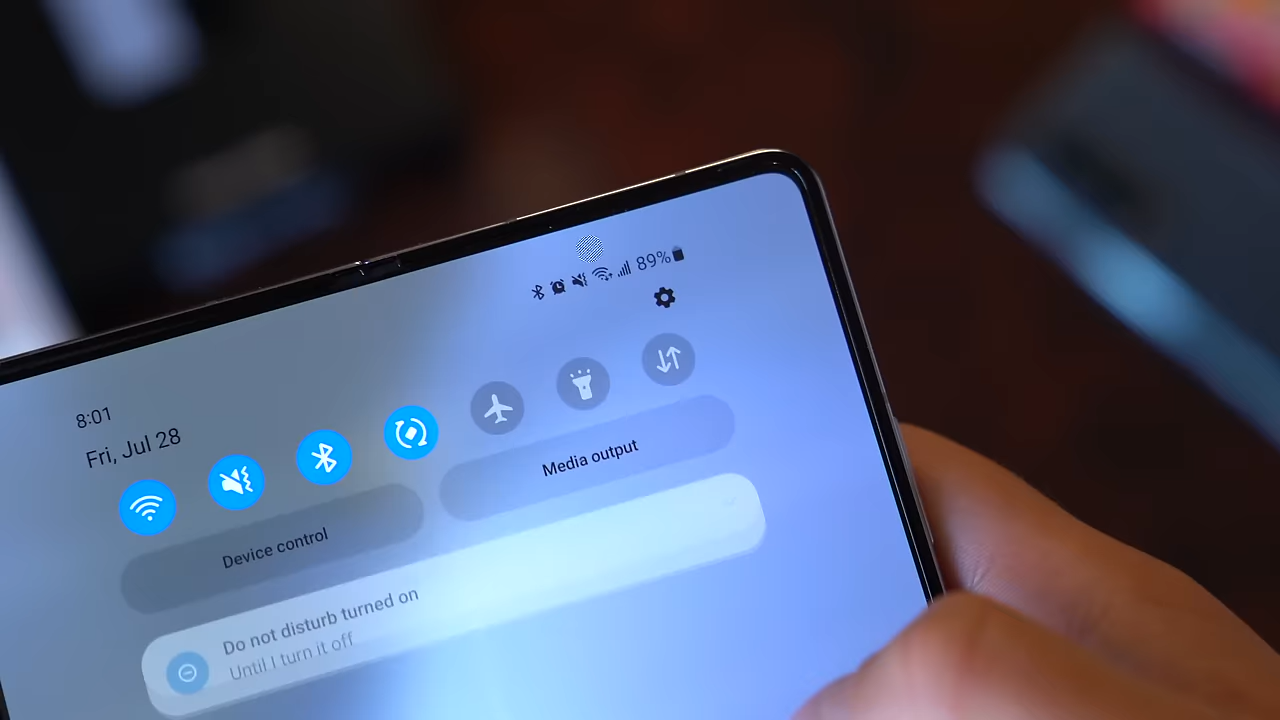 89%
8:01
Fri, Jul 28
Media output
Device control
Do not disturb turned on
Until I turn it off